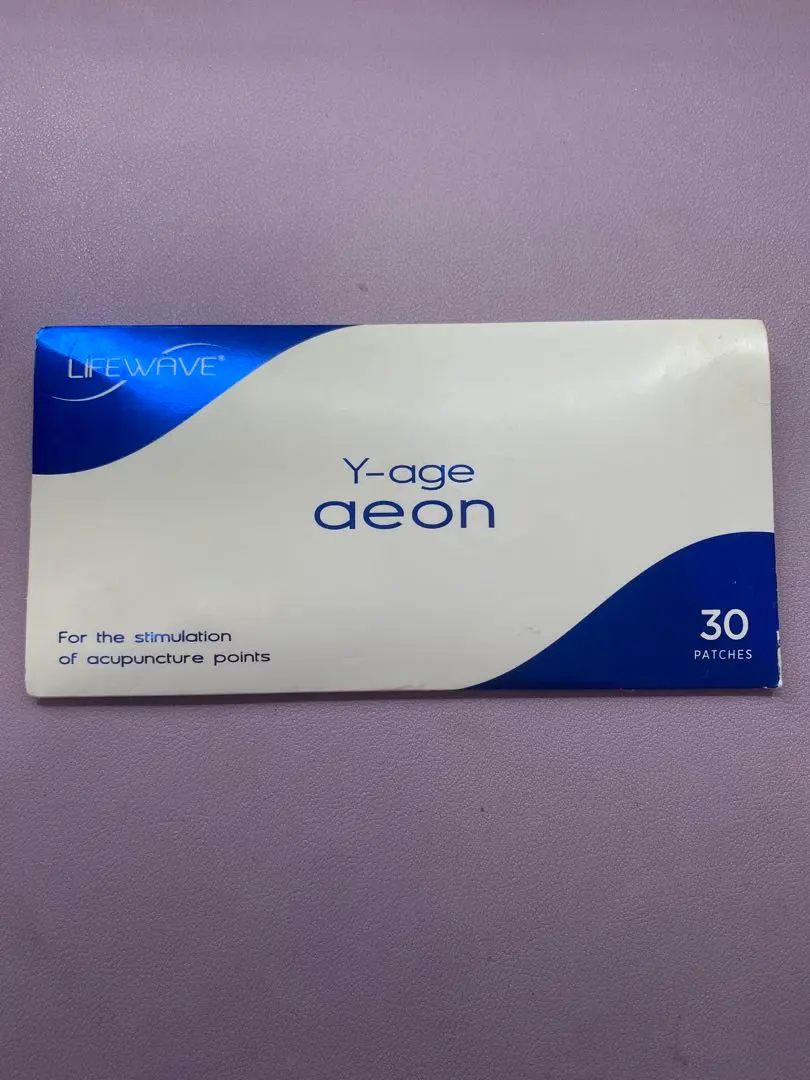 LIFEWAVE®
Y-age
aeon
For the stimulation
of acupuncture points
30
PATCHES